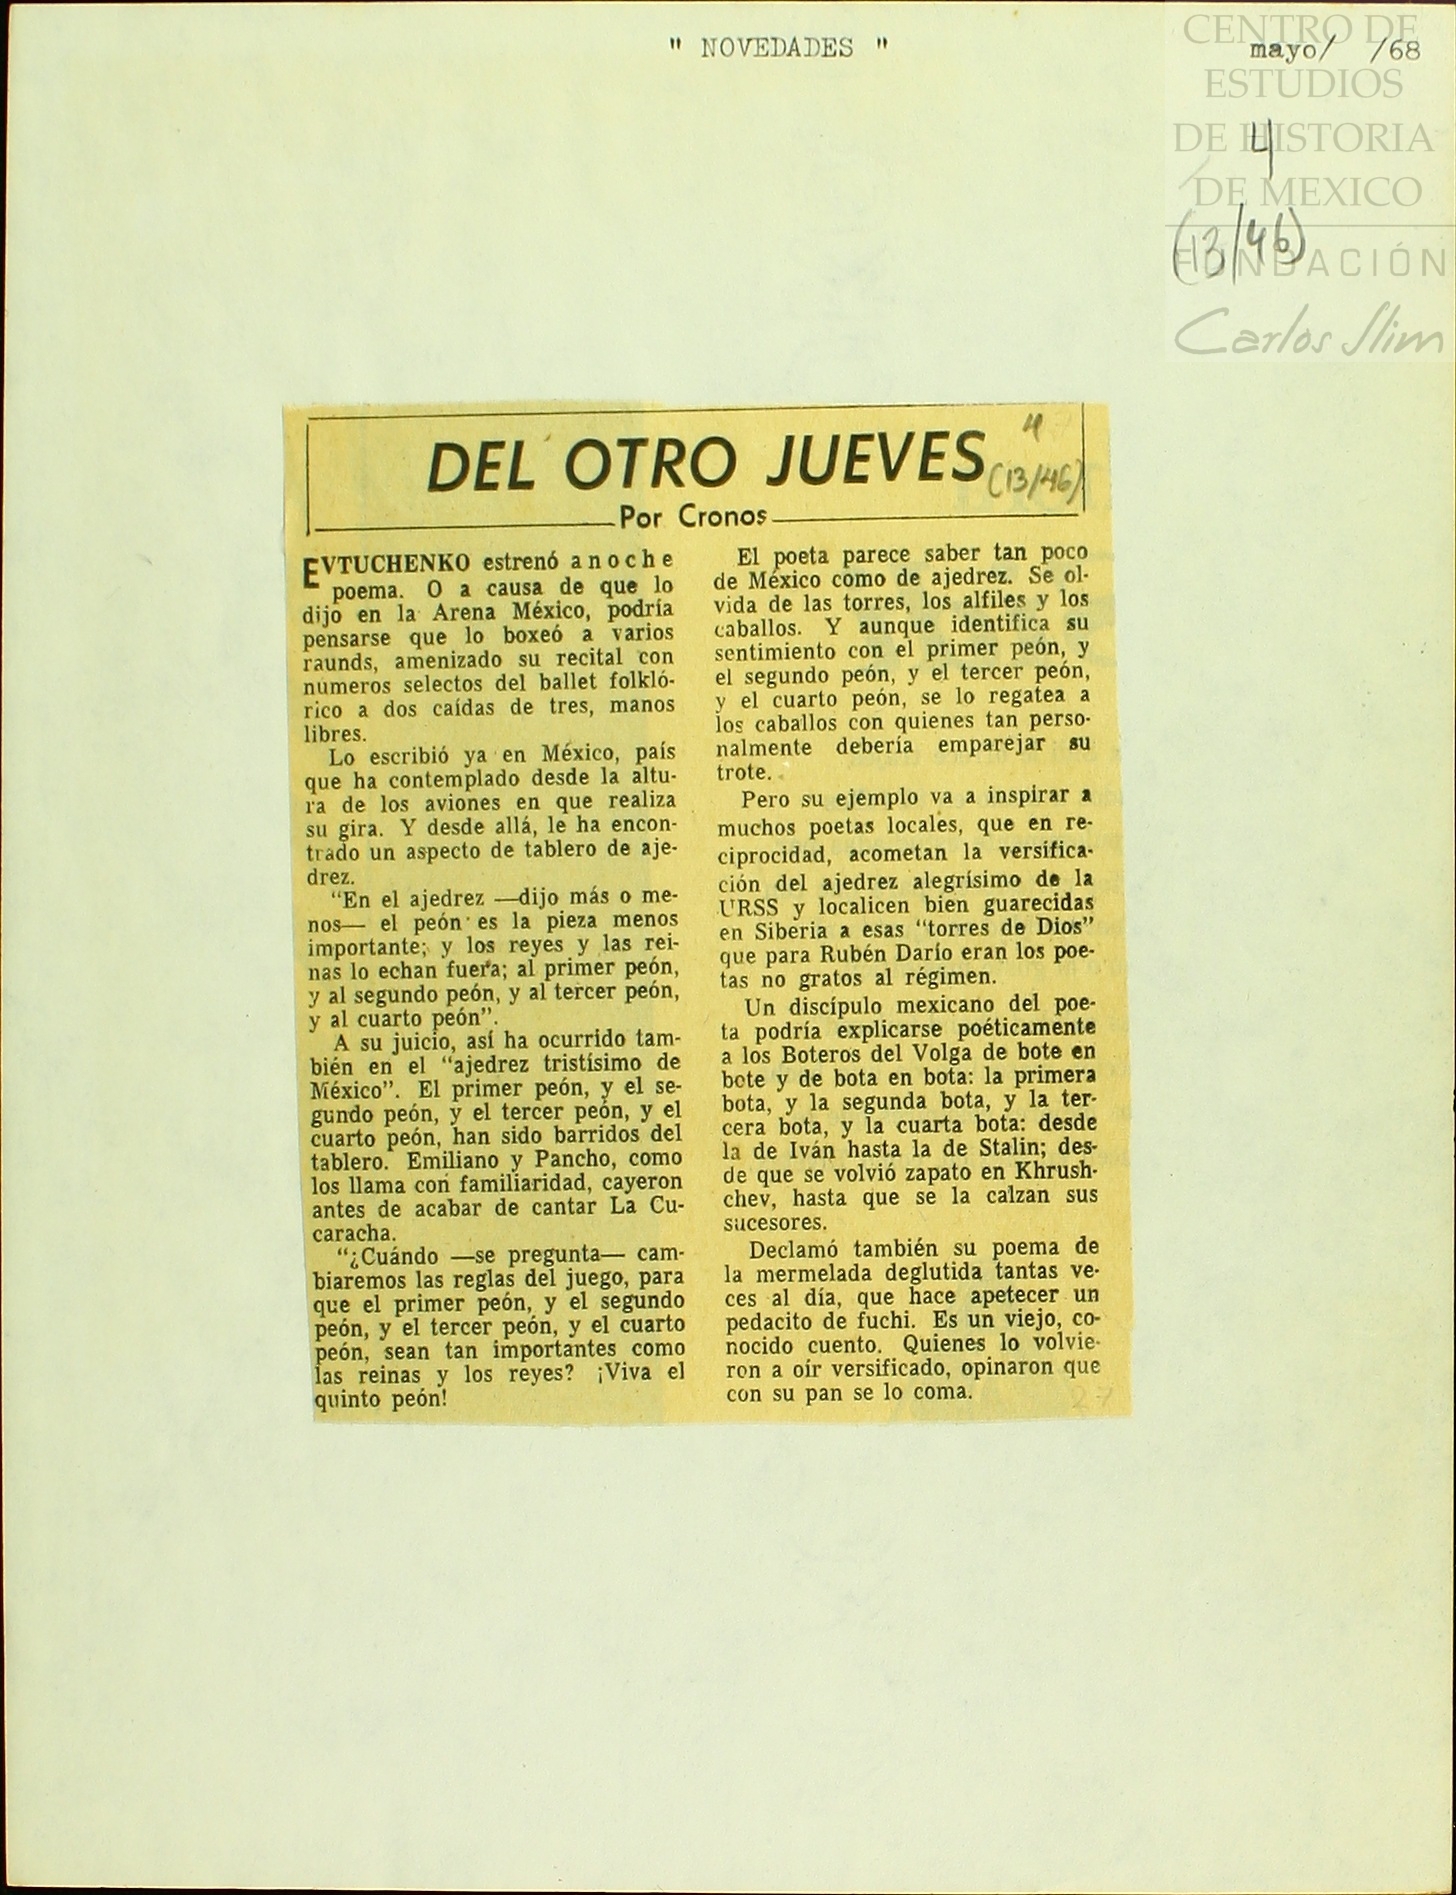 " NOVEDADES "
mayo/ /68
CENTRO DE
ESTUDIOS
DE HISTORIA
DE MEXICO
FUNDACIÓN
Carlos Slim
4
(13/46)
DEL OTRO JUEVES
4
(13/46)
Por Cronos
EVTUCHENKO estrenó anoche
poema. O a causa de que lo
dijo en la Arena México, podría
pensarse que lo boxeó a varios
raunds, amenizado su recital con
números selectos del ballet folkló-
rico a dos caídas de tres, manos
libres.
Lo escribió ya en México, país
que ha contemplado desde la altu-
ra de los aviones en que realiza
su gira. Y desde allá, le ha encon-
trado un aspecto de tablero de aje-
drez.
"En el ajedrez —dijo más o me-
nos— el peón es la pieza menos
importante; y los reyes y las rei-
nas lo echan fuera; al primer peón,
y al segundo peón, y al tercer peón,
y al cuarto peón".
A su juicio, así ha ocurrido tam-
bién en el "ajedrez tristísimo de
México". El primer peón, y el se-
gundo peón, y el tercer peón, y el
cuarto peón, han sido barridos del
tablero. Emiliano y Pancho, como
los llama con familiaridad, cayeron
antes de acabar de cantar La Cu-
caracha.
"¿Cuándo —se pregunta— cam-
biaremos las reglas del juego, para
que el primer peón, y el segundo
peón, y el tercer peón, y el cuarto
peón, sean tan importantes como
las reinas y los reyes? ¡Viva el
quinto peón!
El poeta parece saber tan poco
de México como de ajedrez. Se ol-
vida de las torres, los alfiles y los
caballos. Y aunque identifica su
sentimiento con el primer peón, y
el segundo peón, y el tercer peón,
y el cuarto peón, se lo regatea a
los caballos con quienes tan perso-
nalmente debería emparejar su
trote.
Pero su ejemplo va a inspirar a
muchos poetas locales, que en re-
ciprocidad, acometan la versifica-
ción del ajedrez alegrísimo de la
URSS y localicen bien guarecidas
en Siberia a esas "torres de Dios"
que para Rubén Darío eran los poe-
tas no gratos al régimen.
Un discípulo mexicano del poe-
ta podría explicarse poéticamente
a los Boteros del Volga de bote en
bote y de bota en bota: la primera
bota, y la segunda bota, y la ter-
cera bota, y la cuarta bota: desde
la de Iván hasta la de Stalin; des-
de que se volvió zapato en Khrush-
chev, hasta que se la calzan sus
sucesores.
Declamó también su poema de
la mermelada deglutida tantas ve-
ces al día, que hace apetecer un
pedacito de fuchi. Es un viejo, co-
nocido cuento. Quienes lo volvie-
ron a oír versificado, opinaron que
con su pan se lo coma.
27